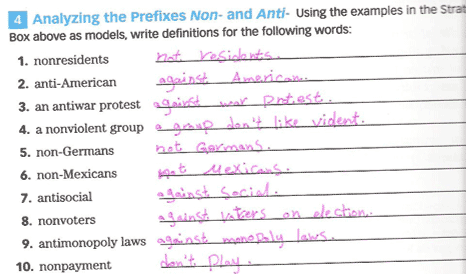 4 Analyzing the Prefixes Non- and Anti- Using the examples in the Strat
Box above as models, write definitions for the following words:
1. nonresidents not residents.
2. anti-American against American.
3. an antiwar protest against war protest.
4. a nonviolent group a group don't like vident.
5. non-Germans not Germans.
6. non-Mexicans not Mexicans.
7. antisocial against social.
8. nonvoters against voters on election.
9. antimonopoly laws against monopoly laws.
10. nonpayment don't play.